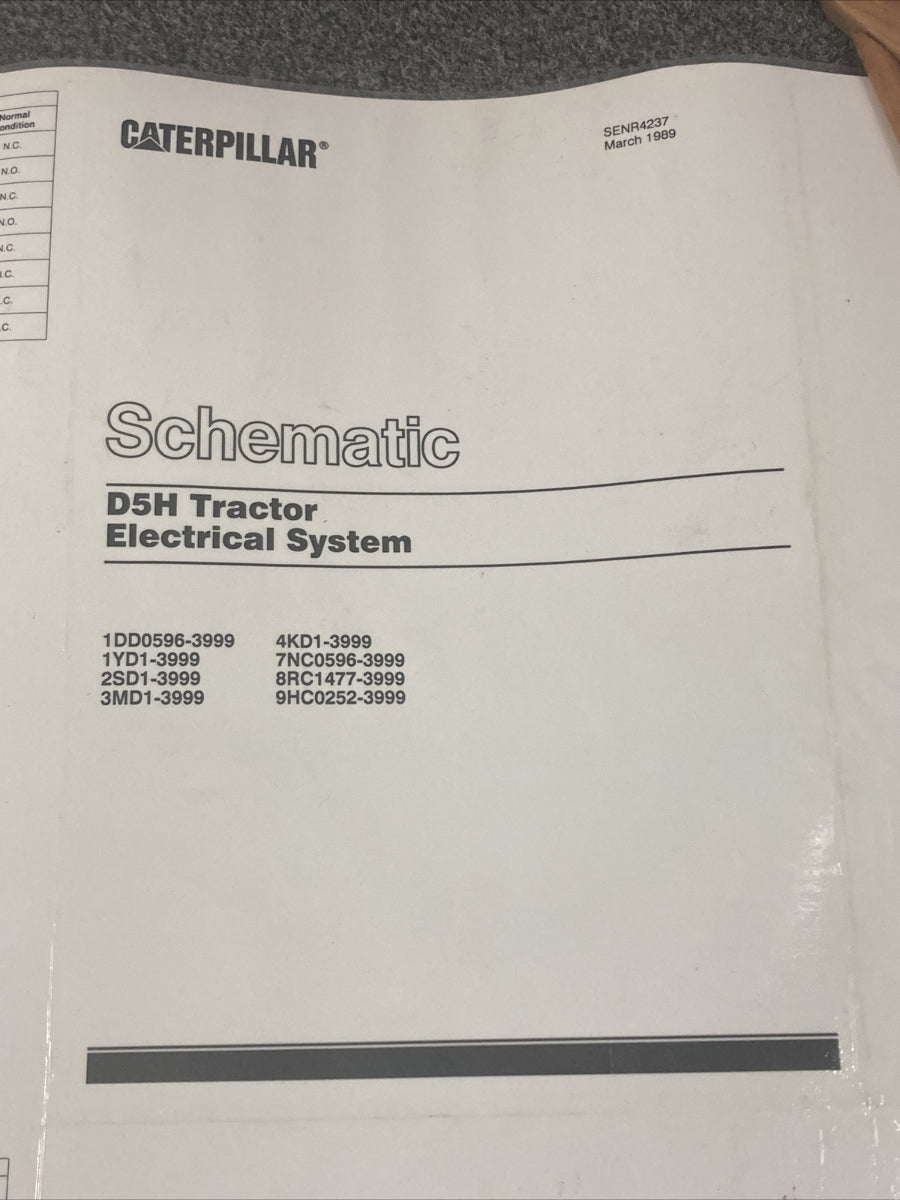 Normal
ondition
N.C.
N.O.
N.C.
N.O.
N.C.
.C.
.C.
.C.
CATERPILLAR®
SENR4237
March 1989
Schematic
D5H Tractor
Electrical System
1DD0596-3999
1YD1-3999
2SD1-3999
3MD1-3999
4KD1-3999
7NC0596-3999
8RC1477-3999
9HC0252-3999